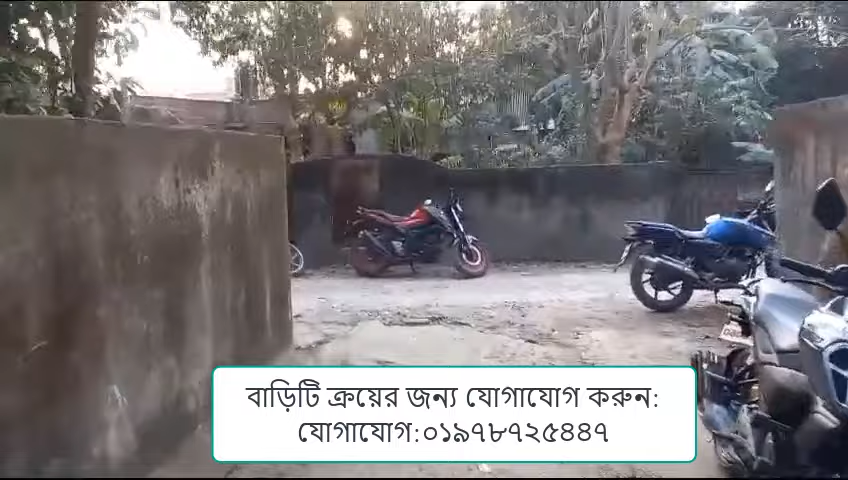 বাড়িটি ক্রয়ের জন্য যোগাযোগ করুন:
যোগাযোগ:০১৯৭৮৭২৫৪৪৭